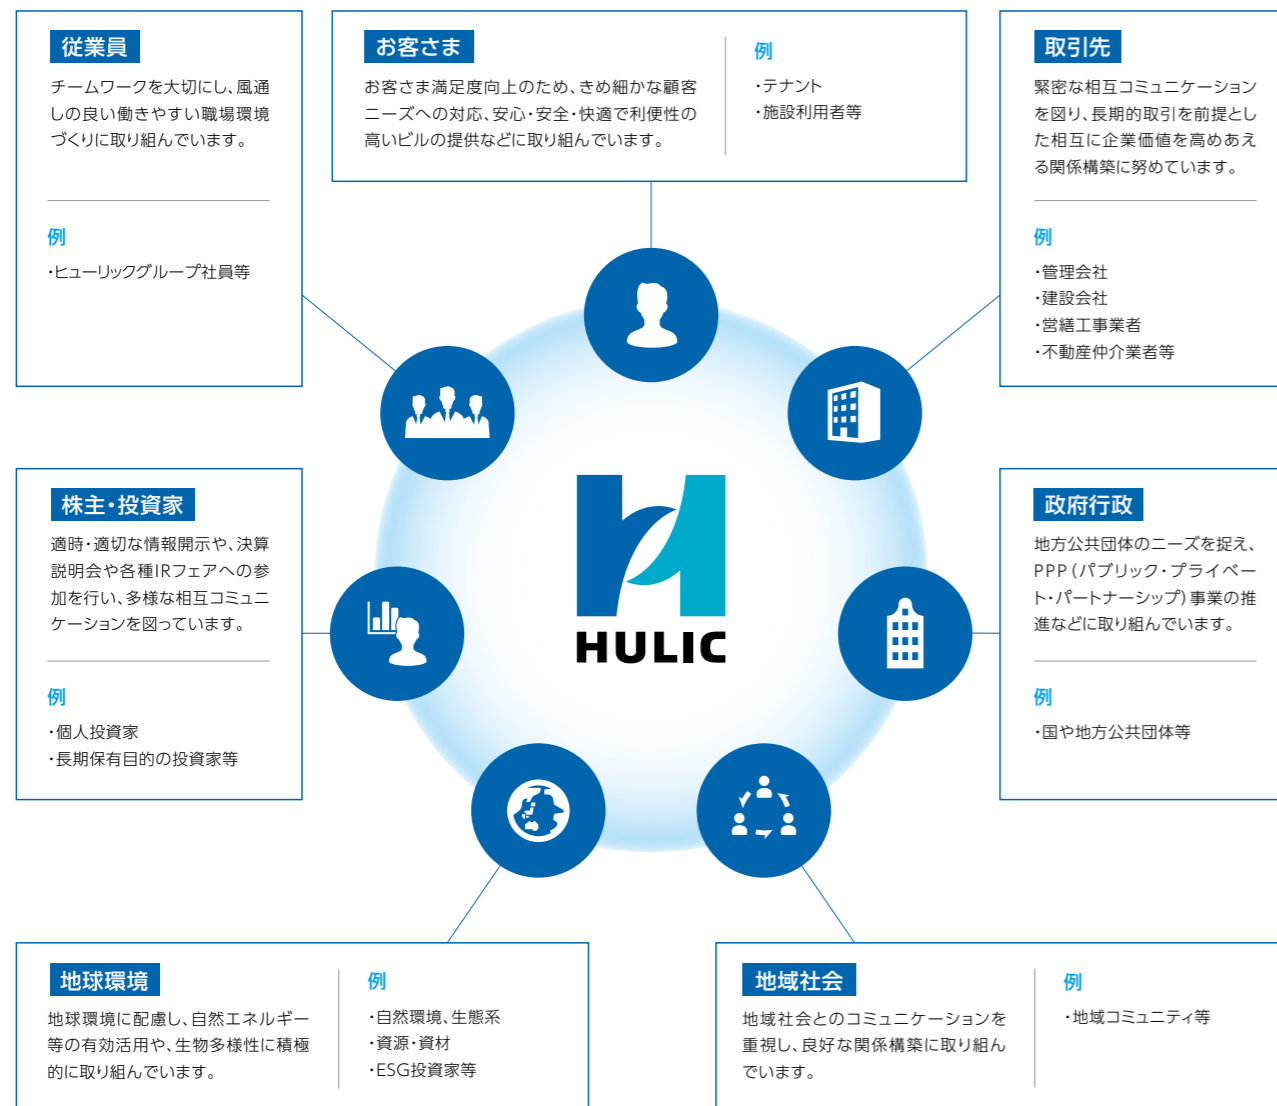 従業員
チームワークを大切にし、風通
しの良い働きやすい職場環境
づくりに取り組んでいます。
例
・ヒューリックグループ社員等
お客さま
お客さま満足度向上のため、きめ細かな顧客
ニーズへの対応、安心・安全・快適で利便性の
高いビルの提供などに取り組んでいます。
例
・テナント
・施設利用者等
取引先
緊密な相互コミュニケーション
を図り、長期的取引を前提とし
た相互に企業価値を高めあえ
る関係構築に努めています。
例
・管理会社
・建設会社
・営繕工事業者
・不動産仲介業者等
株主・投資家
適時・適切な情報開示や、決算
説明会や各種IRフェアへの参
加を行い、多様な相互コミュニ
ケーションを図っています。
例
・個人投資家
・長期保有目的の投資家等
HULIC
政府行政
地方公共団体のニーズを捉え、
PPP(パブリック・プライベー
ト・パートナーシップ)事業の推
進などに取り組んでいます。
例
・国や地方公共団体等
地球環境
地球環境に配慮し、自然エネルギー
等の有効活用や、生物多様性に積極
的に取り組んでいます。
例
・自然環境、生態系
・資源・資材
・ESG投資家等
地域社会
地域社会とのコミュニケーションを
重視し、良好な関係構築に取り組ん
でいます。
例
・地域コミュニティ等